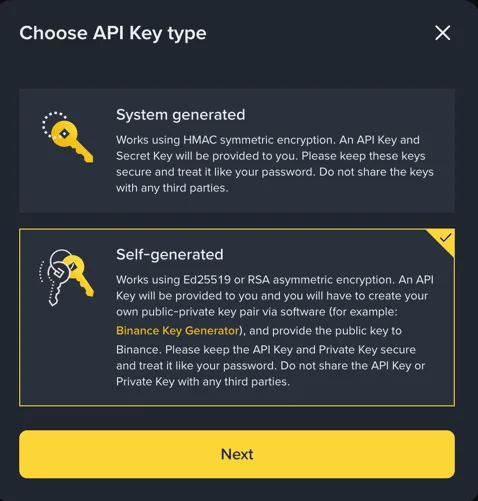 Choose API Key type
System generated
Works using HMAC symmetric encryption. An API Key and
Secret Key will be provided to you. Please keep these keys
secure and treat it like your password. Do not share the keys
with any third parties.
Self-generated
Works using Ed25519 or RSA asymmetric encryption. An API
Key will be provided to you and you will have to create your
own public-private key pair via software (for example:
Binance Key Generator), and provide the public key to
Binance. Please keep the API Key and Private Key secure
and treat it like your password. Do not share the API Key or
Private Key with any third parties.
Next